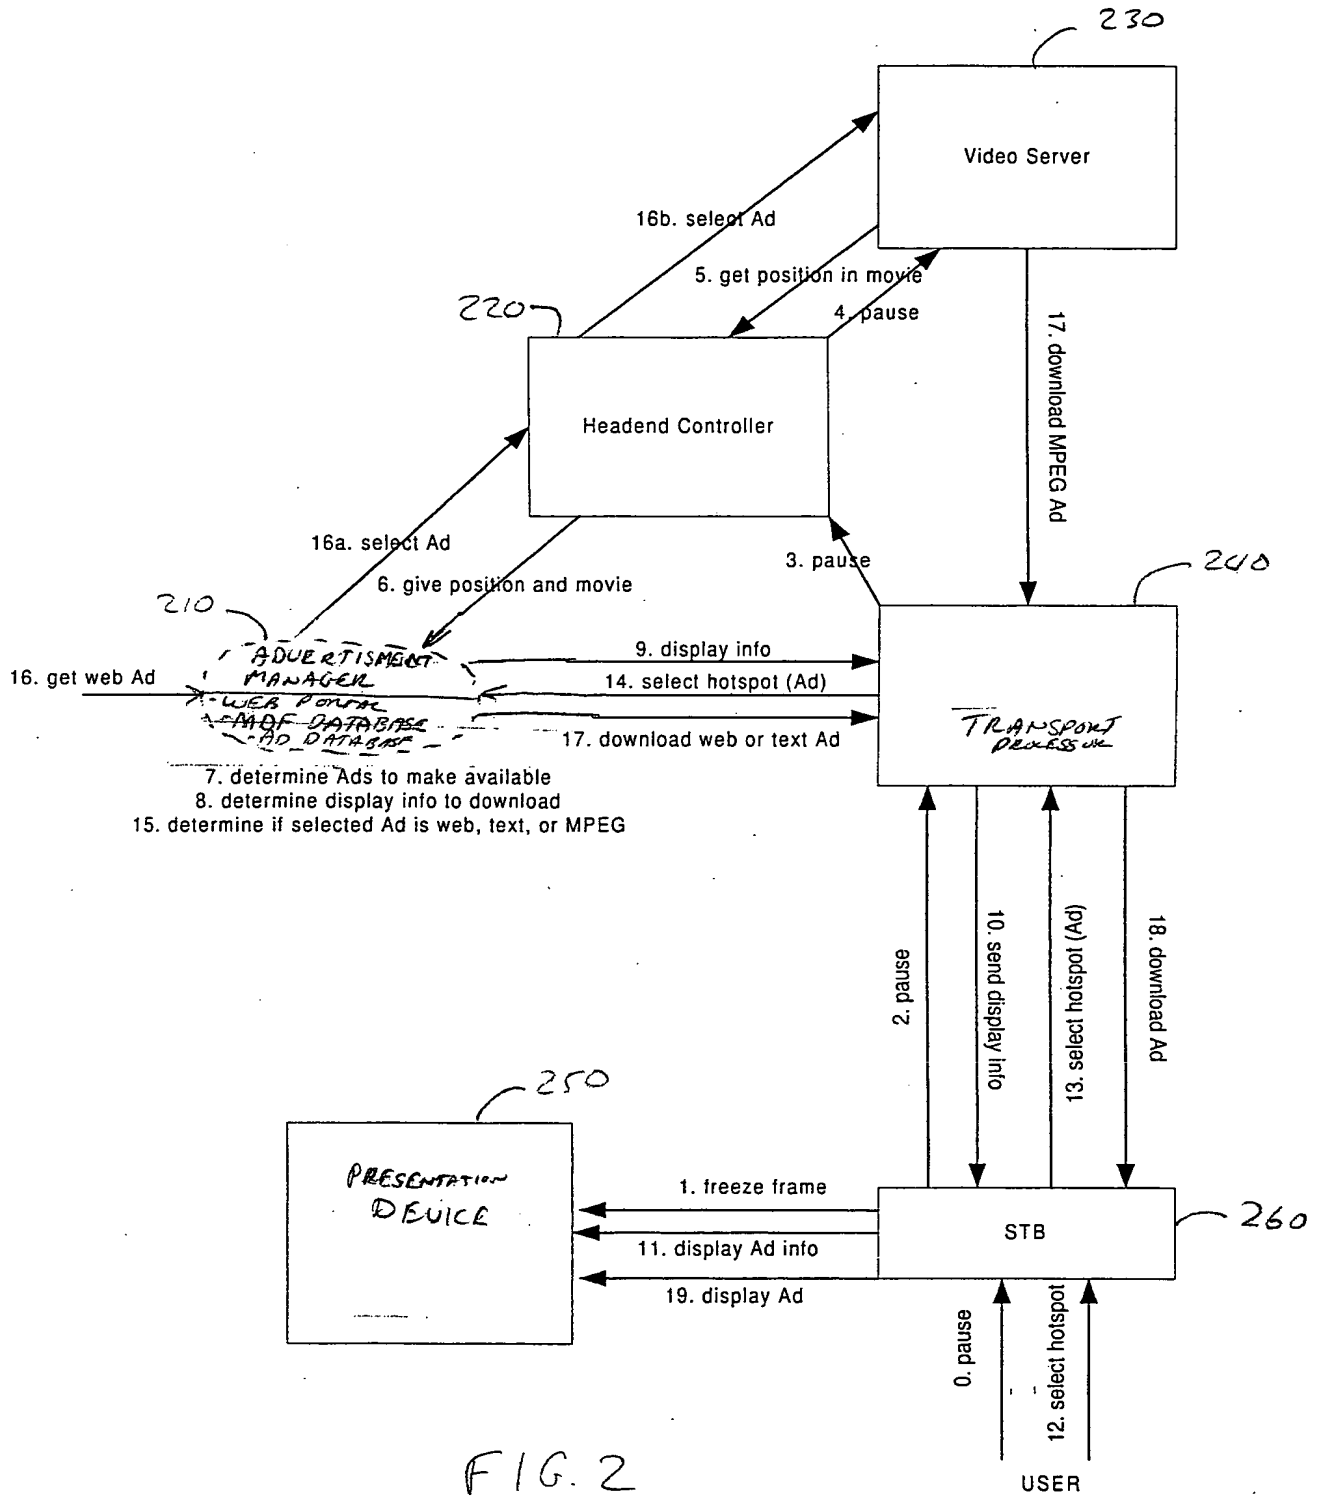 230
Video Server
16b. select Ad
5. get position in movie
220
4. pause
17. download MPEG Ad
Headend Controller
16a. select Ad
3. pause
240
6. give position and movie
210
ADVERTISMENT
MANAGER
16. get web Ad
-WEB PORTAL
-MDF DATABASE
-AD DATABASE
9. display info
14. select hotspot (Ad)
17. download web or text Ad
TRANSPORT
PROCESSOR
7. determine Ads to make available
8. determine display info to download
15. determine if selected Ad is web, text, or MPEG
2. pause
10. send display info
13. select hotspot (Ad)
18. download Ad
250
PRESENTATION
DEVICE
1. freeze frame
11. display Ad info
19. display Ad
STB
260
0. pause
12. select hotspot
USER
FIG. 2